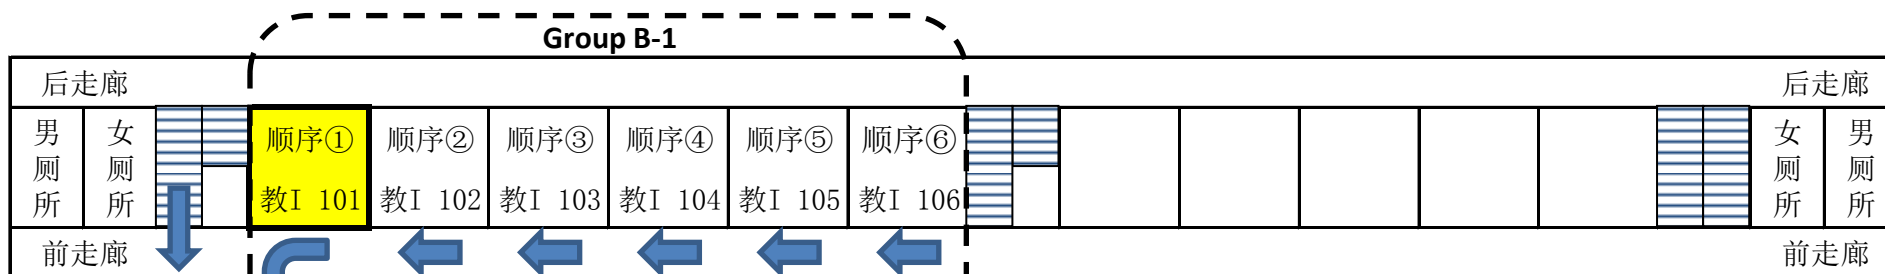 Group B-1
后走廊 后走廊
男厕所 女厕所 顺序① 顺序② 顺序③ 顺序④ 顺序⑤ 顺序⑥ 女厕所 男厕所
教I 101 教I 102 教I 103 教I 104 教I 105 教I 106
前走廊 前走廊